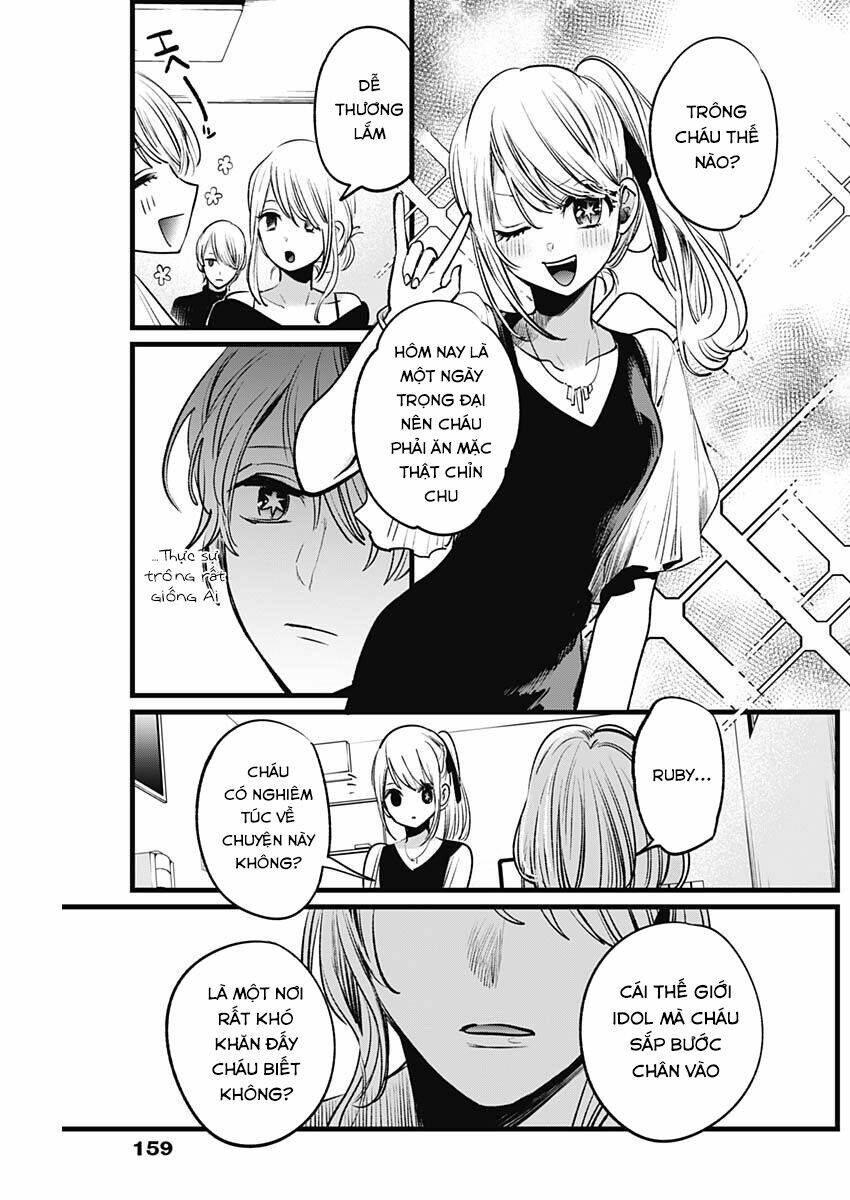 TRÔNG
CHÁU THẾ
NÀO?
DỄ
THƯƠNG
LẮM
エヘーッ
HÔM NAY LÀ
MỘT NGÀY
TRỌNG ĐẠI
NÊN CHÁU
PHẢI ĂN MẶC
THẬT CHỈN
CHU
...Thực sự
trông rất
giống Ai
RUBY...
CHÁU
CÓ NGHIÊM
TÚC VỀ
CHUYỆN NÀY
KHÔNG?
CÁI THẾ GIỚI
IDOL MÀ CHÁU
SẮP BƯỚC
CHÂN VÀO
LÀ MỘT NƠI
RẤT KHÓ
KHĂN ĐẤY
CHÁU BIẾT
KHÔNG?
159